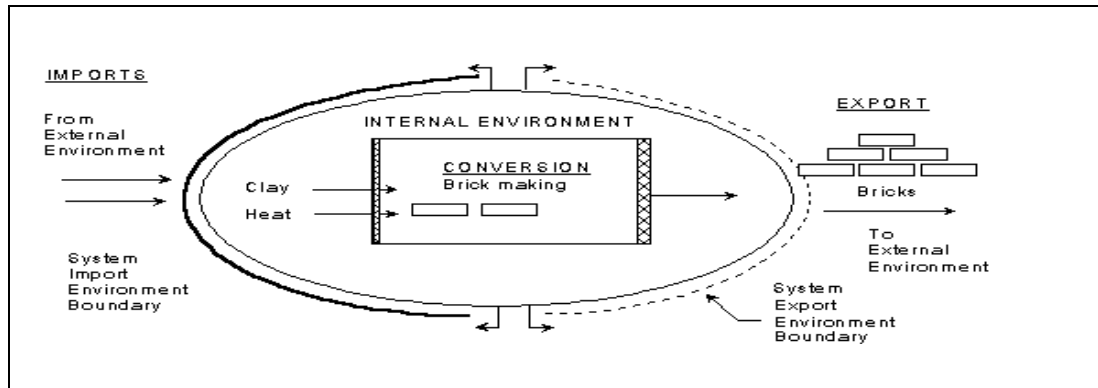 IMPORTS
From
External
Environment
System
Import
Environment
Boundary
INTERNAL ENVIRONMENT
CONVERSION
Brick making
Clay
Heat
EXPORT
Bricks
To
External
Environment
System
Export
Environment
Boundary